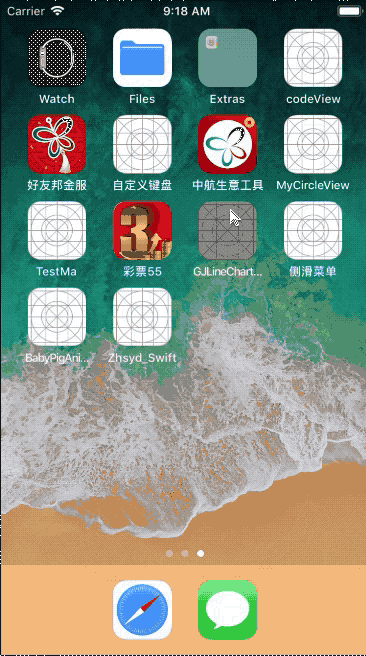 Carrier 9:18 AM
Watch Files Extras codeView
好友邦金服 自定义键盘 中航生意工具 MyCircleView
3
TestMa 彩票55 GJLineChart... 侧滑菜单
BabyPigAni... Zhsyd_Swift